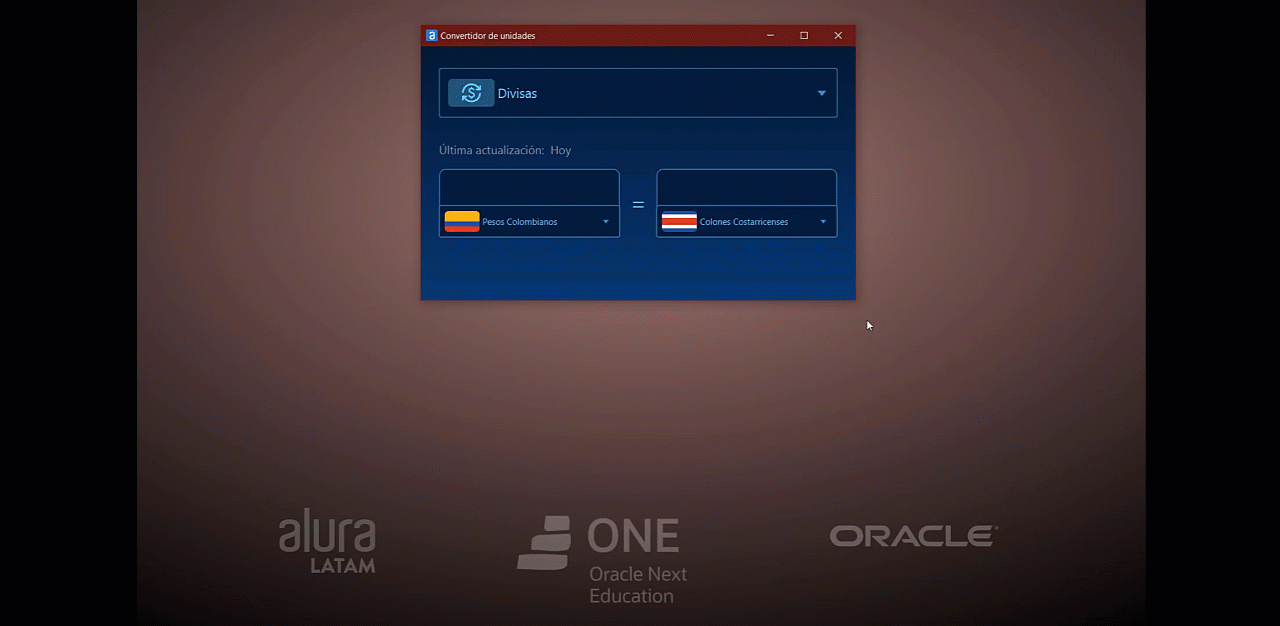 Convertidor de unidades
Divisas
Última actualización: Hoy
=
Pesos Colombianos
Colones Costarricenses
alura
LATAM
ONE
Oracle Next
Education
ORACLE